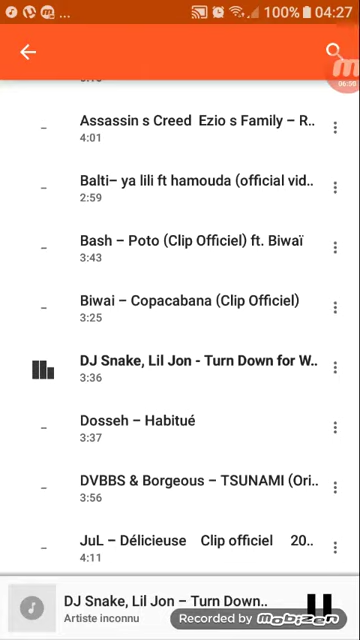 100% 04:27
06:00
Assassin s Creed Ezio s Family – R..
4:01
Balti– ya lili ft hamouda (official vid..
2:59
Bash – Poto (Clip Officiel) ft. Biwaï
3:43
Biwai – Copacabana (Clip Officiel)
3:25
DJ Snake, Lil Jon - Turn Down for W..
3:36
Dosseh – Habitué
3:37
DVBBS & Borgeous – TSUNAMI (Ori..
3:56
JuL – Délicieuse Clip officiel 20..
4:11
DJ Snake, Lil Jon – Turn Down..
Artiste inconnu
Recorded by mobizen